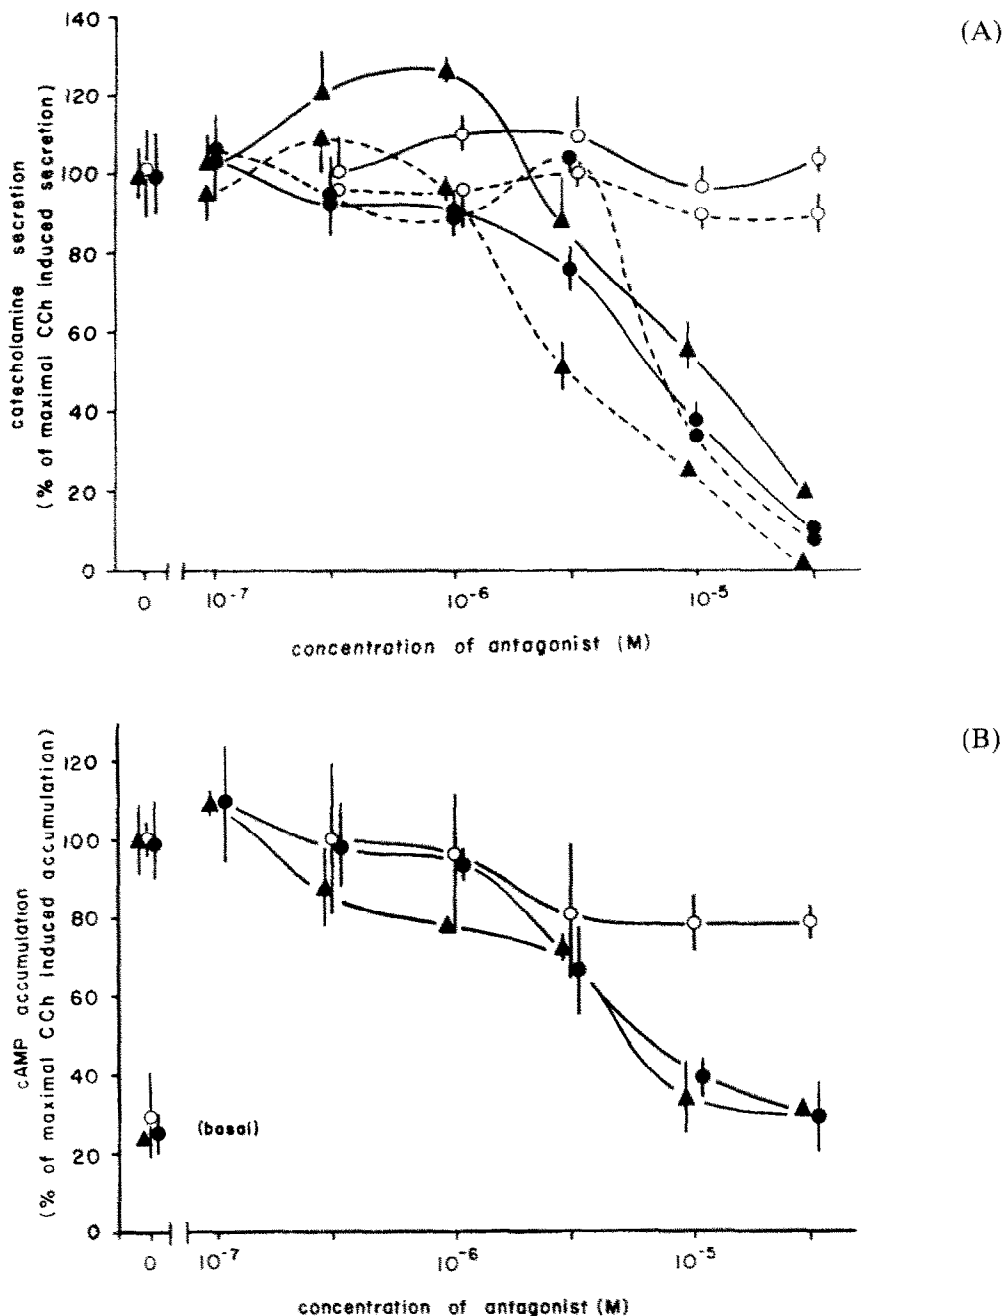 (A)
140
120
100
80
60
40
20
0
catecholamine secretion
(% of maximal CCh induced secretion)
0 10-7 10-6 10-5
concentration of antagonist (M)
(B)
120
100
80
60
40
20
0
cAMP accumulation
(% of maximal CCh induced accumulation)
(basal)
0 10-7 10-6 10-5
concentration of antagonist (M)